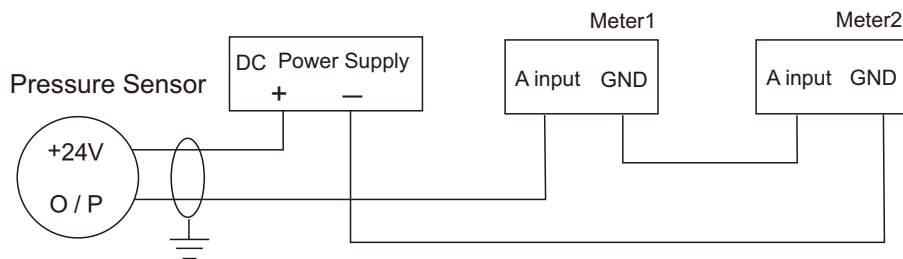 Meter1
Meter2
DC Power Supply
+ —
A input GND
A input GND
Pressure Sensor
+24V
O / P